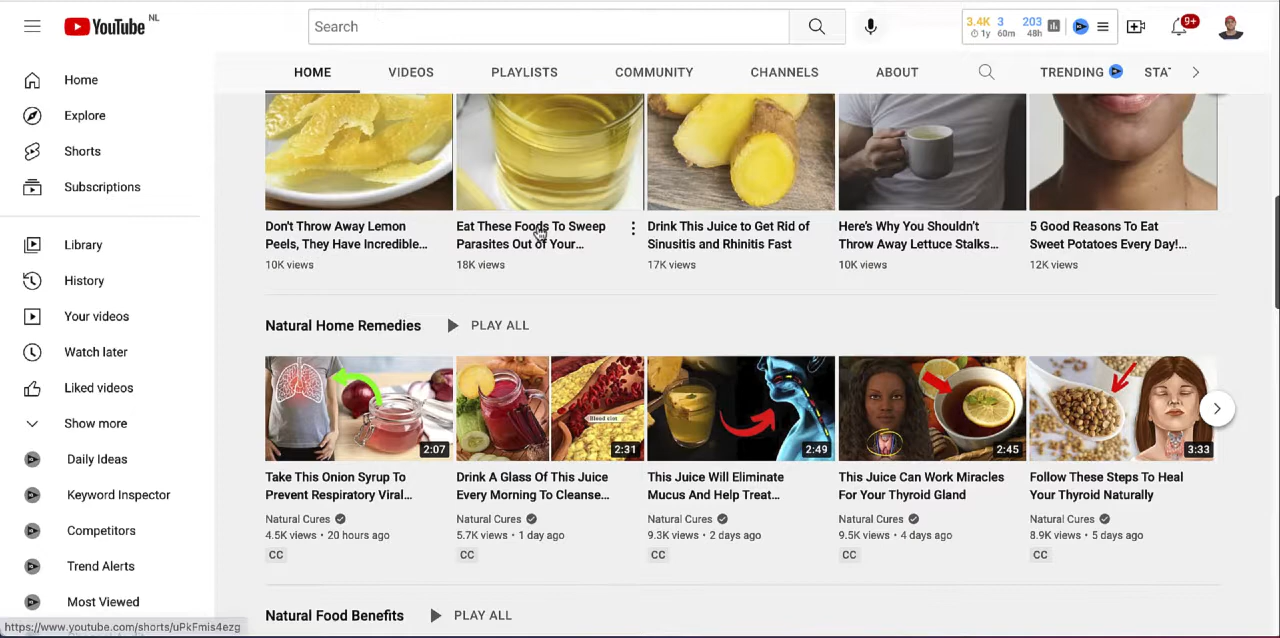 YouTube NL
Search
3.4K 3 203
1y 60m 48h
9+
Home
Explore
Shorts
Subscriptions
Library
History
Your videos
Watch later
Liked videos
Show more
Daily Ideas
Keyword Inspector
Competitors
Trend Alerts
Most Viewed
https://www.youtube.com/shorts/uPkFmis4ezg
HOME VIDEOS PLAYLISTS COMMUNITY CHANNELS ABOUT TRENDING STAT
Don't Throw Away Lemon
Peels, They Have Incredible...
10K views
Eat These Foods To Sweep
Parasites Out Of Your...
18K views
Drink This Juice to Get Rid of
Sinusitis and Rhinitis Fast
17K views
Here's Why You Shouldn't
Throw Away Lettuce Stalks...
10K views
5 Good Reasons To Eat
Sweet Potatoes Every Day!...
12K views
Natural Home Remedies PLAY ALL
2:07
Take This Onion Syrup To
Prevent Respiratory Viral...
Natural Cures
4.5K views • 20 hours ago
CC
Blood clot
2:31
Drink A Glass Of This Juice
Every Morning To Cleanse...
Natural Cures
5.7K views • 1 day ago
CC
2:49
This Juice Will Eliminate
Mucus And Help Treat...
Natural Cures
9.3K views • 2 days ago
CC
2:45
This Juice Can Work Miracles
For Your Thyroid Gland
Natural Cures
9.5K views • 4 days ago
CC
3:33
Follow These Steps To Heal
Your Thyroid Naturally
Natural Cures
8.9K views • 5 days ago
CC
Natural Food Benefits PLAY ALL